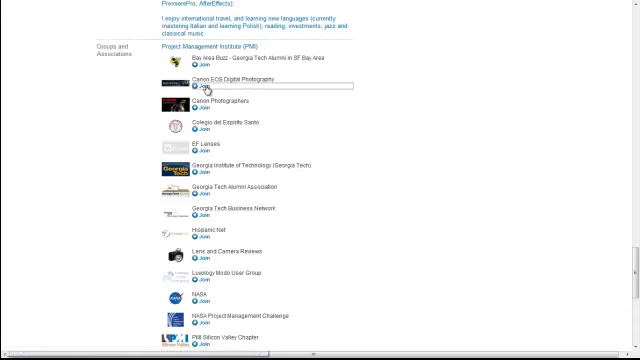 PremierePro, AfterEffects)
I enjoy international travel, and learning new languages (currently
mastering Italian and learning Polish); reading; investments, jazz and
classical music
Groups and
Associations:
Project Management Institute (PMI)
Bay Area Buzz - Georgia Tech Alumni in SF Bay Area
Join
Canon EOS Digital Photography
Join
Canon Photographers
Join
Colegio del Espiritu Santo
Join
EF Lenses
Join
Georgia Institute of Technology (Georgia Tech)
Georgia Tech
Join
Georgia Tech Alumni Association
Join
Georgia Tech Business Network
Join
Hispanic Net
Join
Lens and Camera Reviews
Join
Luxology Modo User Group
Join
NASA
Join
NASA Project Management Challenge
Join
PMI Silicon Valley Chapter
Join